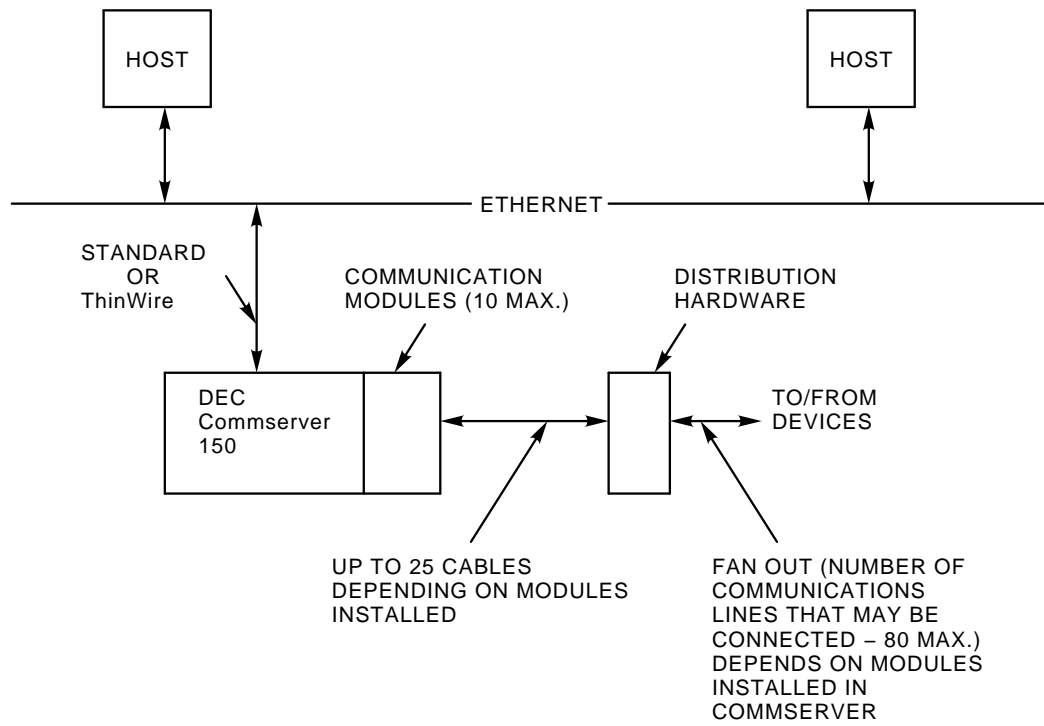 HOST
HOST
ETHERNET
STANDARD
OR
ThinWire
COMMUNICATION
MODULES (10 MAX.)
DISTRIBUTION
HARDWARE
DEC
Commserver
150
TO/FROM
DEVICES
UP TO 25 CABLES
DEPENDING ON MODULES
INSTALLED
FAN OUT (NUMBER OF
COMMUNICATIONS
LINES THAT MAY BE
CONNECTED – 80 MAX.)
DEPENDS ON MODULES
INSTALLED IN
COMMSERVER